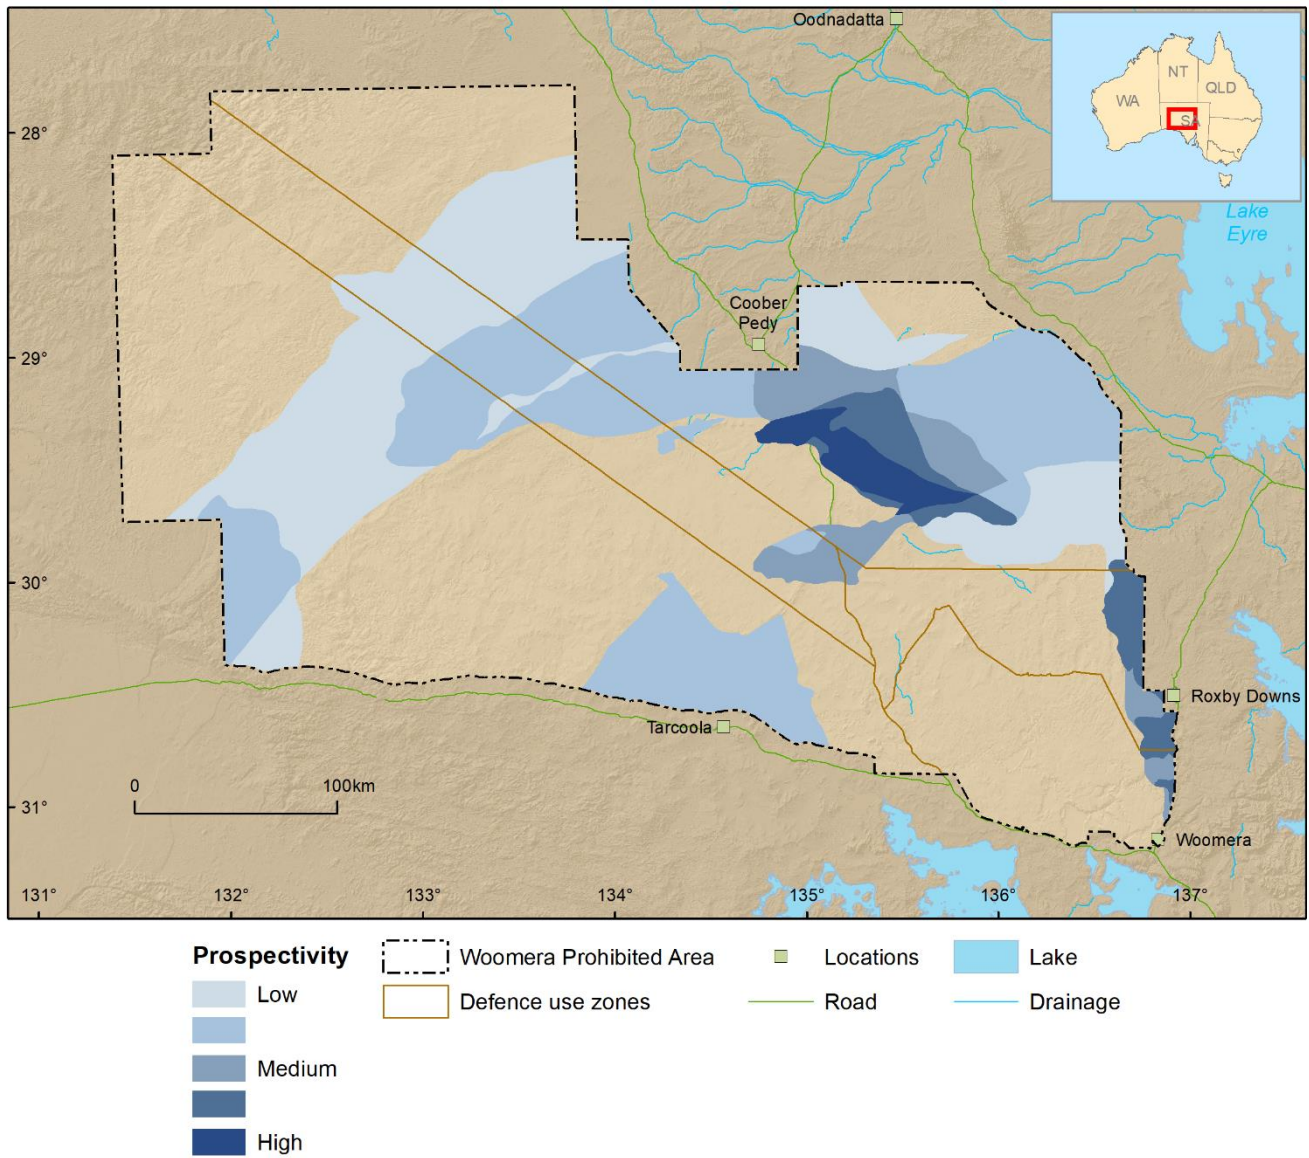 Oodnadatta
NT
WA
QLD
SA
28°
Lake
Eyre
Coober
Pedy
29°
30°
Roxby Downs
Tarcoola
0
100km
31°
Woomera
131°
132°
133°
134°
135°
136°
137°
Prospectivity
Low
Medium
High
Woomera Prohibited Area
Defence use zones
Locations
Road
Lake
Drainage